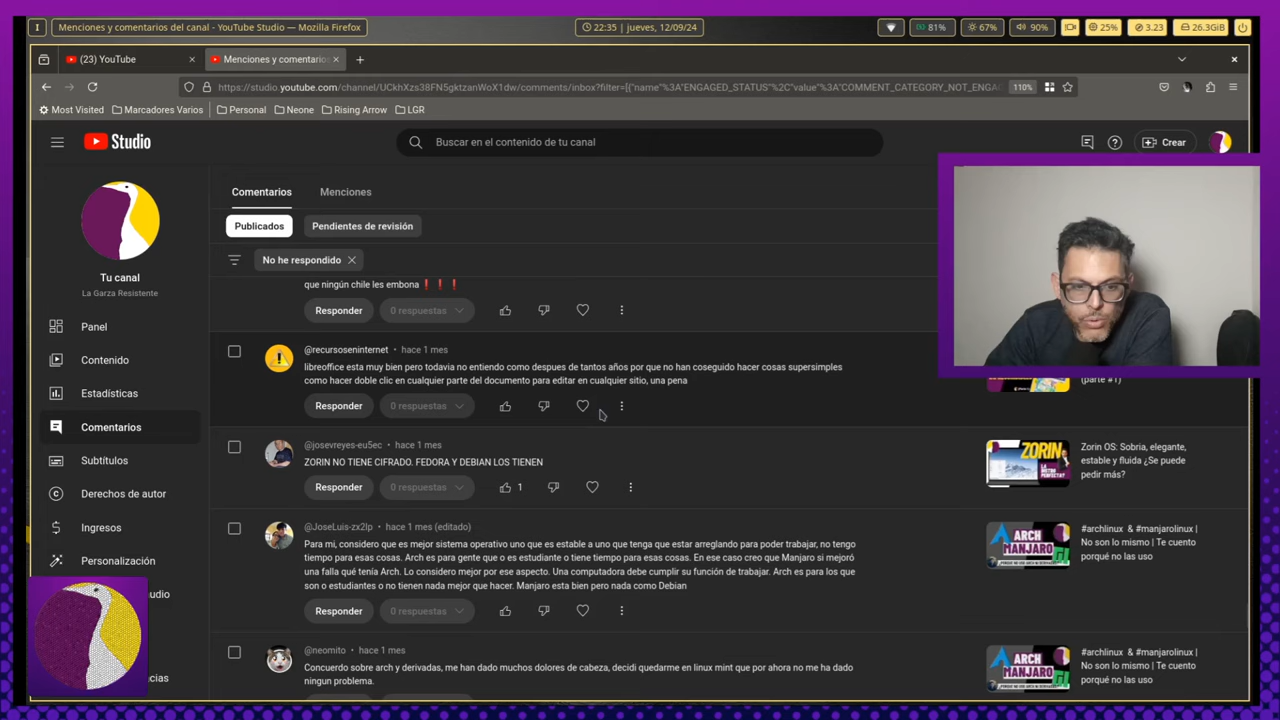 I
Menciones y comentarios del canal - YouTube Studio — Mozilla Firefox
22:35 | jueves, 12/09/24
81%
67%
90%
25%
3.23
26.3GiB
(23) YouTube
Menciones y comentario
https://studio.youtube.com/channel/UCkhXzs38FN5gktzanWoX1dw/comments/inbox?filter=[{"name"%3A"ENGAGED_STATUS"%2C"value"%3A"COMMENT_CATEGORY_NOT_ENGA
110%
Most Visited
Marcadores Varios
Personal
Neone
Rising Arrow
LGR
Studio
Buscar en el contenido de tu canal
Crear
Tu canal
La Garza Resistente
Panel
Contenido
Estadísticas
Comentarios
Subtítulos
Derechos de autor
Ingresos
Personalización
Comentarios
Menciones
Publicados
Pendientes de revisión
No he respondido
que ningún chile les embona❗❗❗
Responder
0 respuestas
@recursoseninternet • hace 1 mes
libreoffice esta muy bien pero todavia no entiendo como despues de tantos años por que no han coseguido hacer cosas supersimples
como hacer doble clic en cualquier parte del documento para editar en cualquier sitio, una pena
(parte #1)
Responder
0 respuestas
@josevreyes-eu5ec • hace 1 mes
ZORIN NO TIENE CIFRADO. FEDORA Y DEBIAN LOS TIENEN
Responder
0 respuestas
1
ZORIN
Zorin OS: Sobria, elegante,
estable y fluida ¿Se puede
pedir más?
@JoseLuis-zx2lp • hace 1 mes (editado)
Para mi, considero que es mejor sistema operativo uno que es estable a uno que tenga que estar arreglando para poder trabajar, no tengo
tiempo para esas cosas. Arch es para gente que o es estudiante o tiene tiempo para esas cosas. En ese caso creo que Manjaro si mejoró
una falla qué tenía Arch. Lo considero mejor por ese aspecto. Una computadora debe cumplir su función de trabajar. Arch es para los que
son o estudiantes o no tienen nada mejor que hacer. Manjaro esta bien pero nada como Debian
Responder
0 respuestas
ARCH
MANJARO
#archlinux & #manjarolinux |
No son lo mismo | Te cuento
porqué no las uso
@neomito • hace 1 mes
Concuerdo sobre arch y derivadas, me han dado muchos dolores de cabeza, decidi quedarme en linux mint que por ahora no me ha dado
ningun problema.
ARCH
MANJARO
#archlinux & #manjarolinux |
No son lo mismo | Te cuento
porqué no las uso